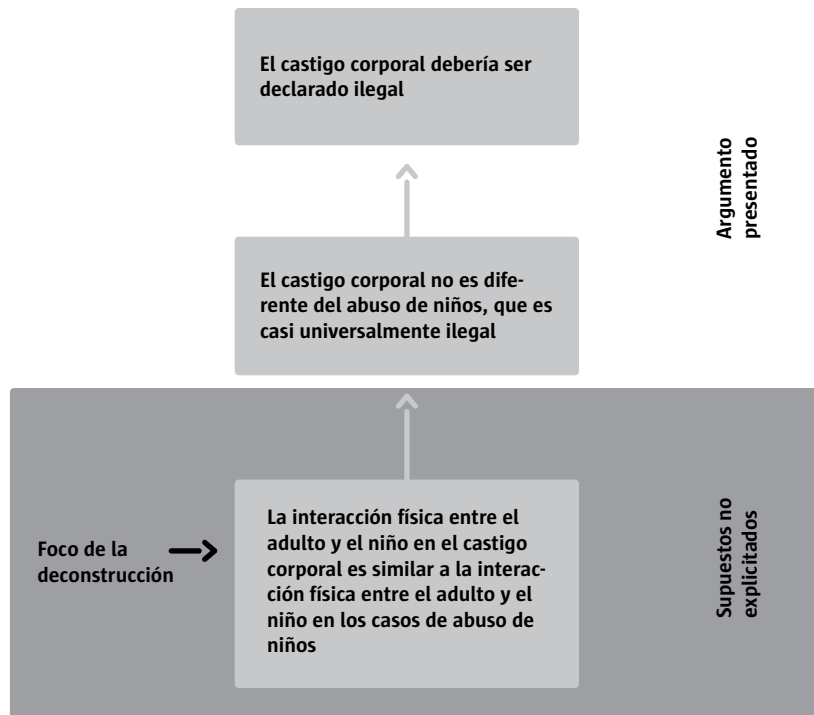 El castigo corporal debería ser
declarado ilegal
Argumento
presentado
El castigo corporal no es dife-
rente del abuso de niños, que es
casi universalmente ilegal
Foco de la
deconstrucción
La interacción física entre el
adulto y el niño en el castigo
corporal es similar a la interac-
ción física entre el adulto y el
niño en los casos de abuso de
niños
Supuestos no
explicitados